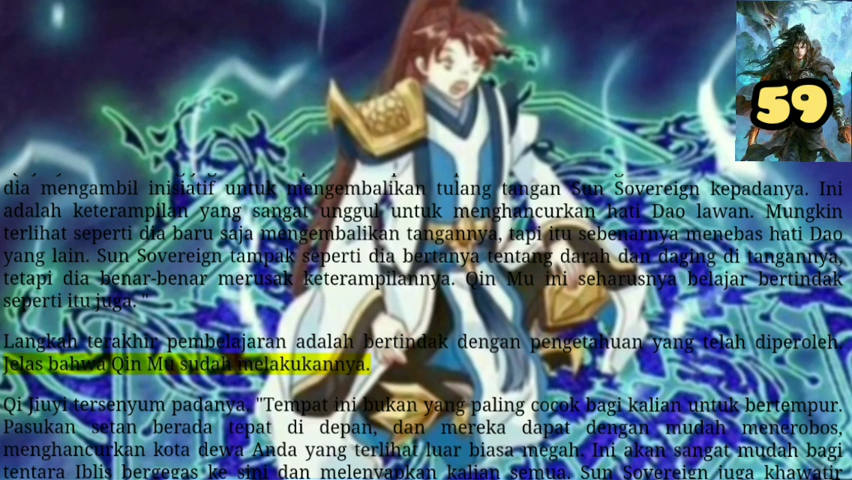 59
dia mengambil inisiatif untuk mengembalikan tulang tangan Sun Sovereign kepadanya. Ini
adalah keterampilan yang sangat unggul untuk menghancurkan hati Dao lawan. Mungkin
terlihat seperti dia baru saja mengembalikan tangannya, tapi itu sebenarnya menebas hati Dao
yang lain. Sun Sovereign tampak seperti dia bertanya tentang darah dan daging di tangannya,
tetapi dia benar-benar merusak keterampilannya. Qin Mu ini seharusnya belajar bertindak
seperti itu juga. "
Langkah terakhir pembelajaran adalah bertindak dengan pengetahuan yang telah diperoleh.
Jelas bahwa Qin Mu sudah melakukannya.
Qi Jiuyi tersenyum padanya, "Tempat ini bukan yang paling cocok bagi kalian untuk bertempur.
Pasukan setan berada tepat di depan, dan mereka dapat dengan mudah menerobos,
menghancurkan kota dewa Anda yang terlihat luar biasa megah. Ini akan sangat mudah bagi
tentara Iblis bergegas ke sini dan melenyapkan kalian semua. Sun Sovereign juga khawatir